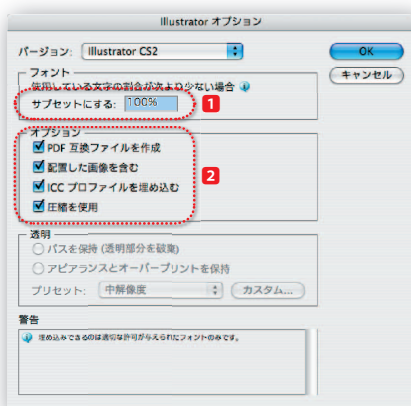 Illustrator オプション
バージョン: Illustrator CS2
OK
キャンセル
フォント
使用している文字の割合が次より少ない場合
サブセットにする: 100%
1
オプション
PDF 互換ファイルを作成
配置した画像を含む
ICC プロファイルを埋め込む
圧縮を使用
2
透明
パスを保持 (透明部分を破棄)
アピアランスとオーバープリントを保持
プリセット: 中解像度 カスタム...
警告
埋め込みできるのは適切な許可が与えられたフォントのみです。